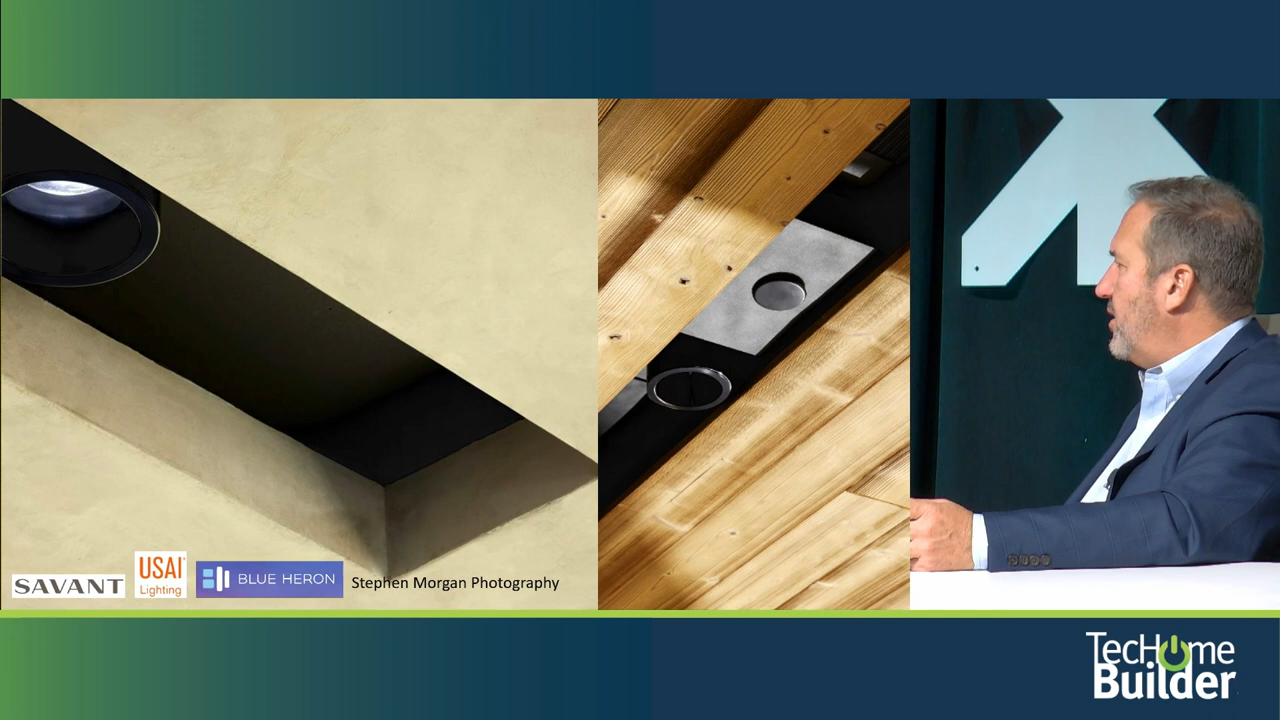 SAVANT
USAI
Lighting
BLUE HERON
Stephen Morgan Photography
TecHome
Builder